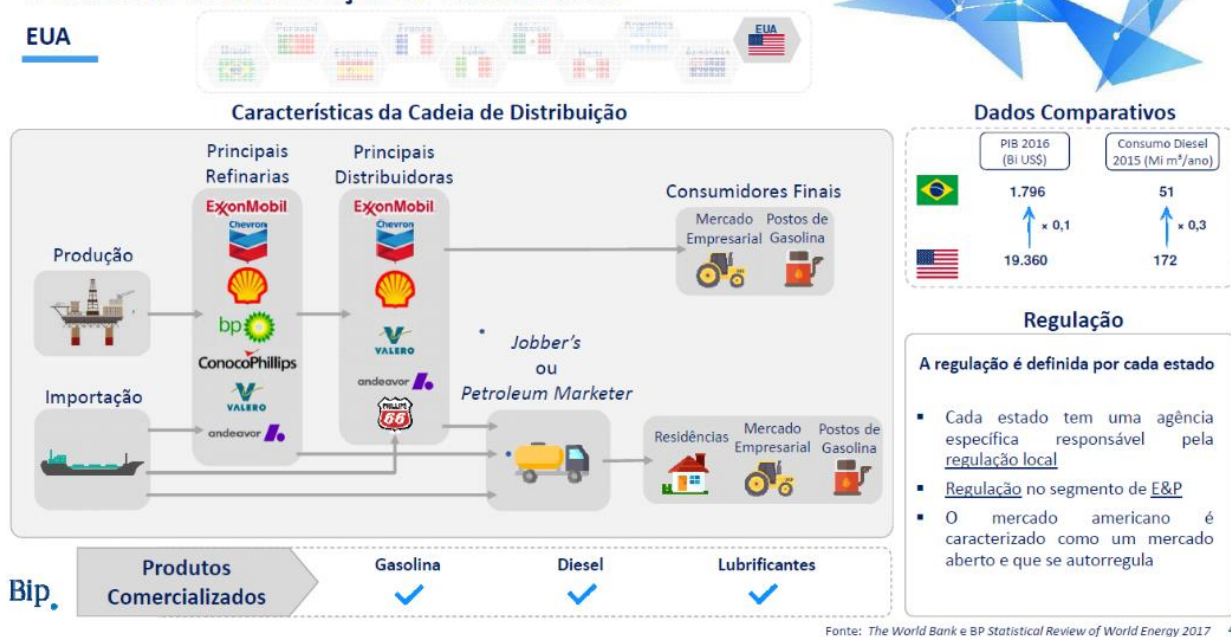 EUA
EUA
Características da Cadeia de Distribuição
Principais
Refinarias
ExxonMobil
Chevron
bp
ConocoPhillips
VALERO
andeavor
Principais
Distribuidoras
ExxonMobil
Chevron
VALERO
andeavor
PHILLIPS
66
Produção
Importação
Consumidores Finais
Mercado
Empresarial
Postos de
Gasolina
Jobber's
ou
Petroleum Marketer
Residências
Mercado
Empresarial
Postos de
Gasolina
Dados Comparativos
PIB 2016
(Bi US$)
Consumo Diesel
2015 (Mi m³/ano)
1.796
51
× 0,1
× 0,3
19.360
172
Regulação
A regulação é definida por cada estado
▪ Cada estado tem uma agência
específica responsável pela
regulação local
▪ Regulação no segmento de E&P
▪ O mercado americano é
caracterizado como um mercado
aberto e que se autorregula
Bip.
Produtos
Comercializados
Gasolina
Diesel
Lubrificantes
Fonte: The World Bank e BP Statistical Review of World Energy 2017